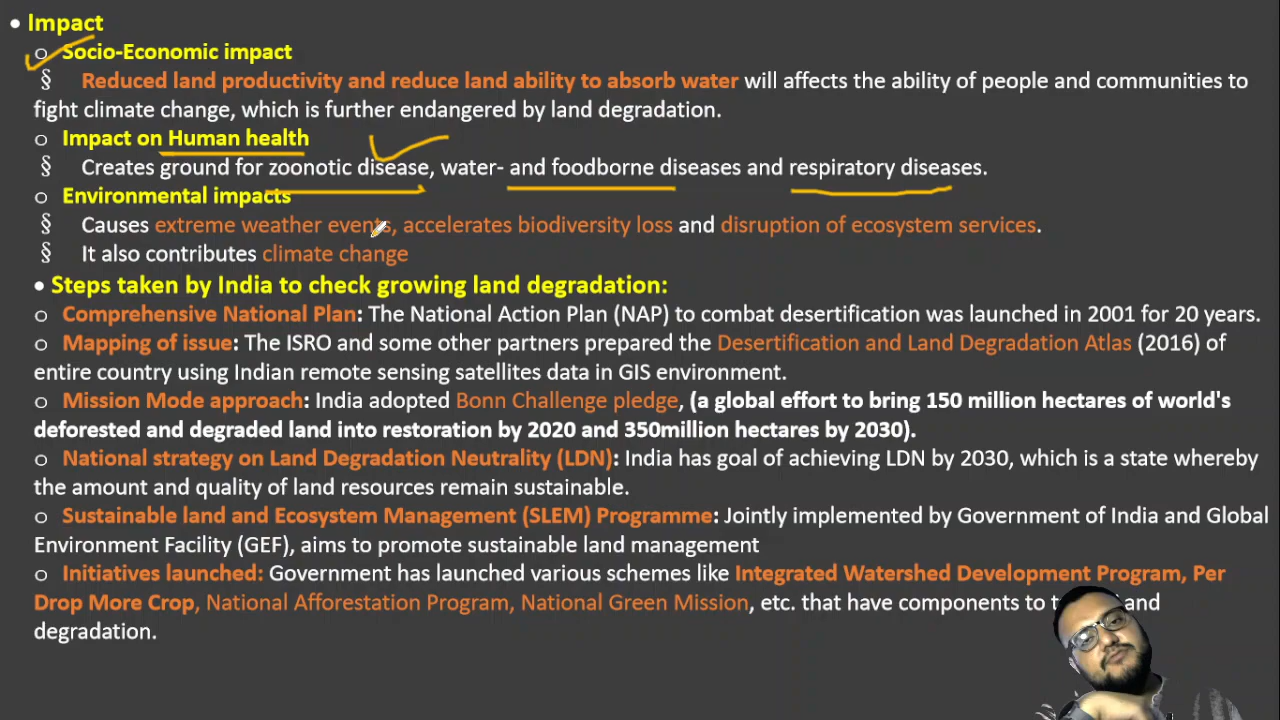 • Impact
o Socio-Economic impact
§ Reduced land productivity and reduce land ability to absorb water will affects the ability of people and communities to
fight climate change, which is further endangered by land degradation.
o Impact on Human health
§ Creates ground for zoonotic disease, water- and foodborne diseases and respiratory diseases.
o Environmental impacts
§ Causes extreme weather events, accelerates biodiversity loss and disruption of ecosystem services.
§ It also contributes climate change
• Steps taken by India to check growing land degradation:
o Comprehensive National Plan: The National Action Plan (NAP) to combat desertification was launched in 2001 for 20 years.
o Mapping of issue: The ISRO and some other partners prepared the Desertification and Land Degradation Atlas (2016) of
entire country using Indian remote sensing satellites data in GIS environment.
o Mission Mode approach: India adopted Bonn Challenge pledge, (a global effort to bring 150 million hectares of world's
deforested and degraded land into restoration by 2020 and 350million hectares by 2030).
o National strategy on Land Degradation Neutrality (LDN): India has goal of achieving LDN by 2030, which is a state whereby
the amount and quality of land resources remain sustainable.
o Sustainable land and Ecosystem Management (SLEM) Programme: Jointly implemented by Government of India and Global
Environment Facility (GEF), aims to promote sustainable land management
o Initiatives launched: Government has launched various schemes like Integrated Watershed Development Program, Per
Drop More Crop, National Afforestation Program, National Green Mission, etc. that have components to and
degradation.